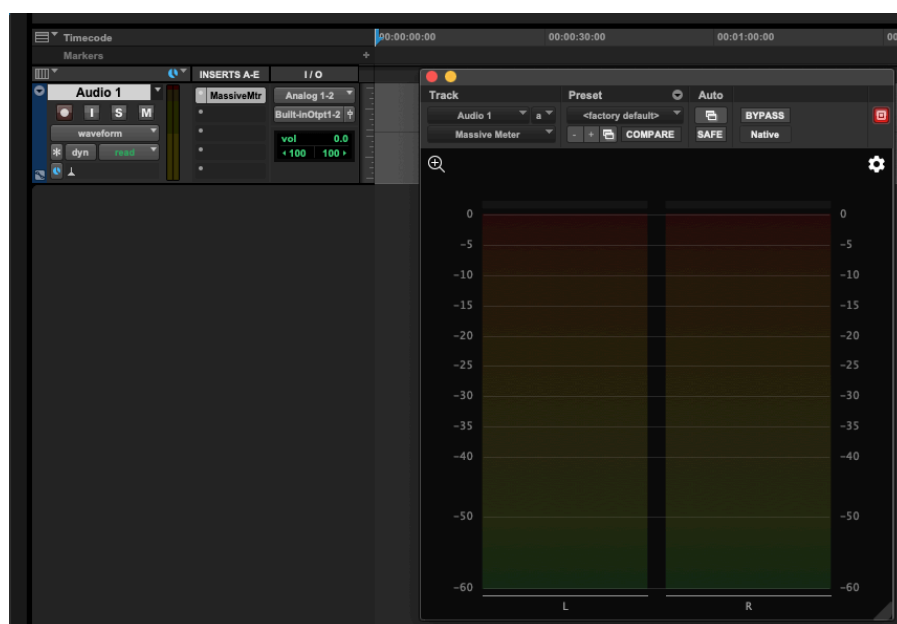 Timecode 00:00:00:00 00:00:30:00 00:01:00:00 00
Markers +
INSERTS A-E I / O
Audio 1
MassiveMtr
Analog 1-2
I S M
Built-inOtpt1-2
waveform
vol 0.0
dyn read
100 100
Track Preset Auto
Audio 1 a <factory default> BYPASS
Massive Meter - + COMPARE SAFE Native
0 0
-5 -5
-10 -10
-15 -15
-20 -20
-25 -25
-30 -30
-35 -35
-40 -40
-50 -50
-60 -60
L R